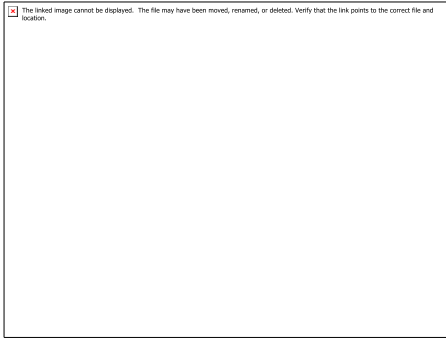 The linked image cannot be displayed. The file may have been moved, renamed, or deleted. Verify that the link points to the correct file and
location.